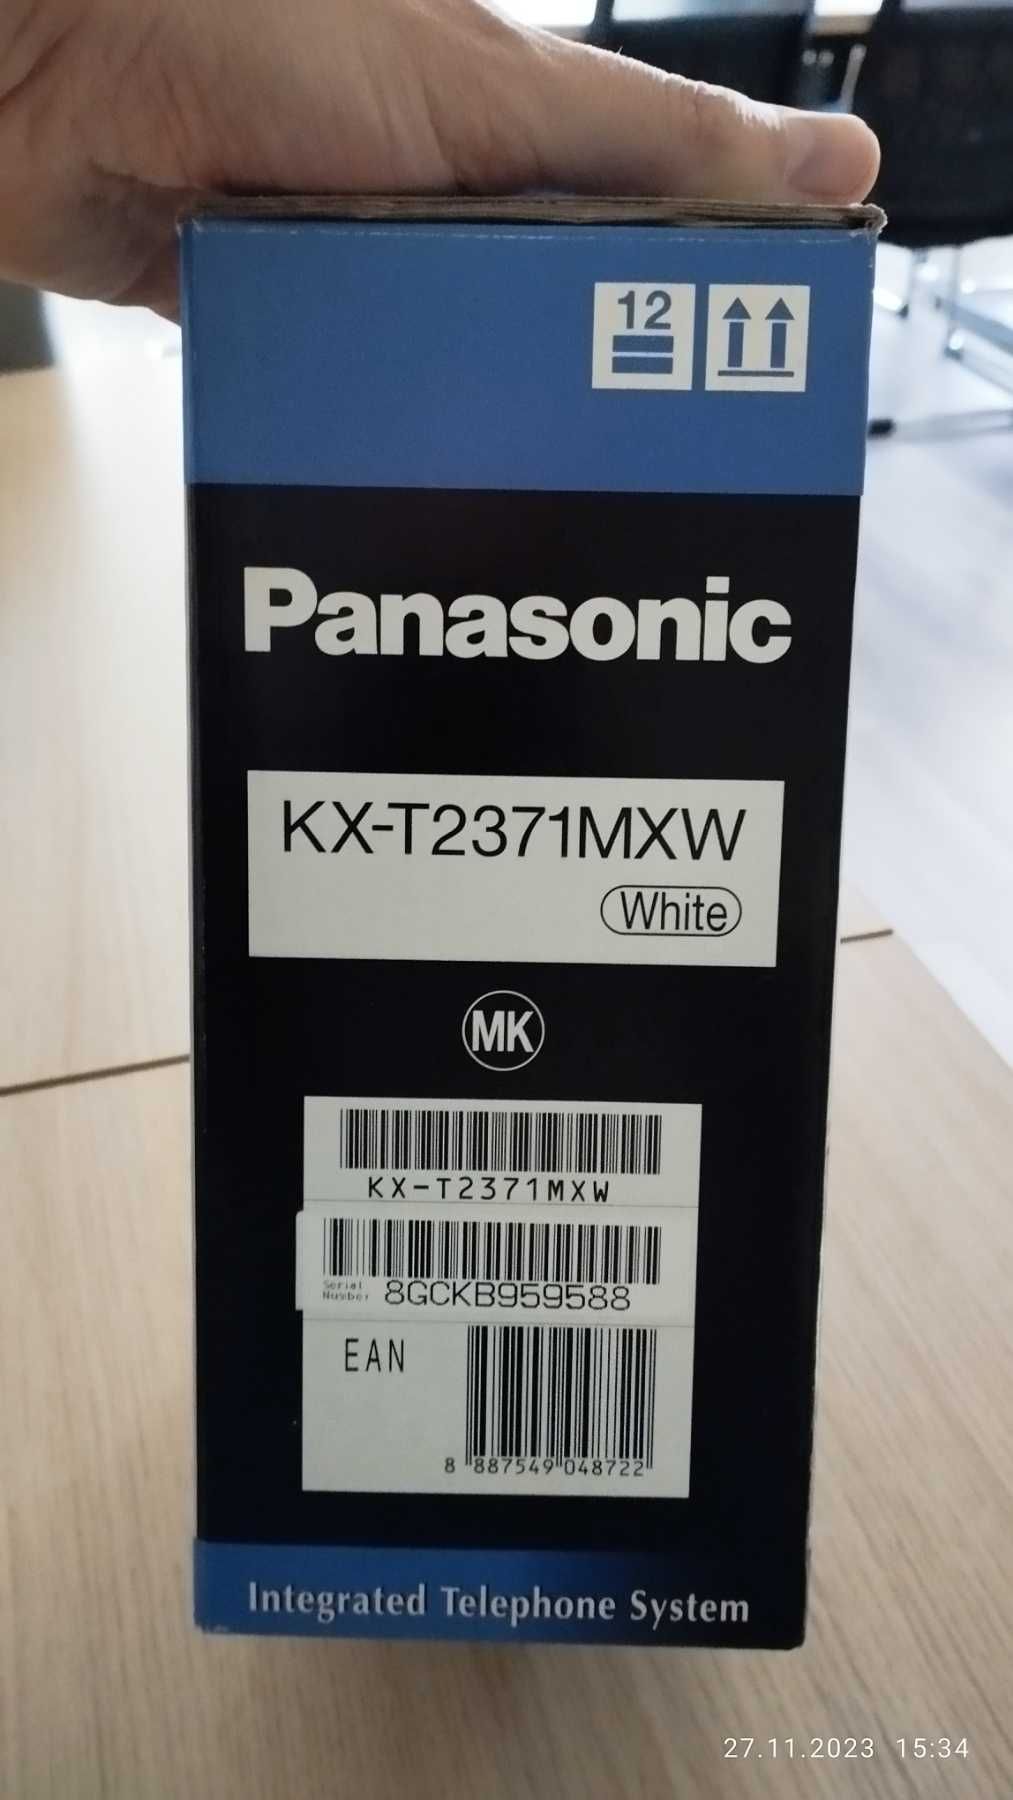 12
Panasonic
KX-T2371MXW
White
MK
KX-T2371MXW
Serial
Number 8GCKB959588
EAN
8 887549 048722
Integrated Telephone System
27.11.2023 15:34